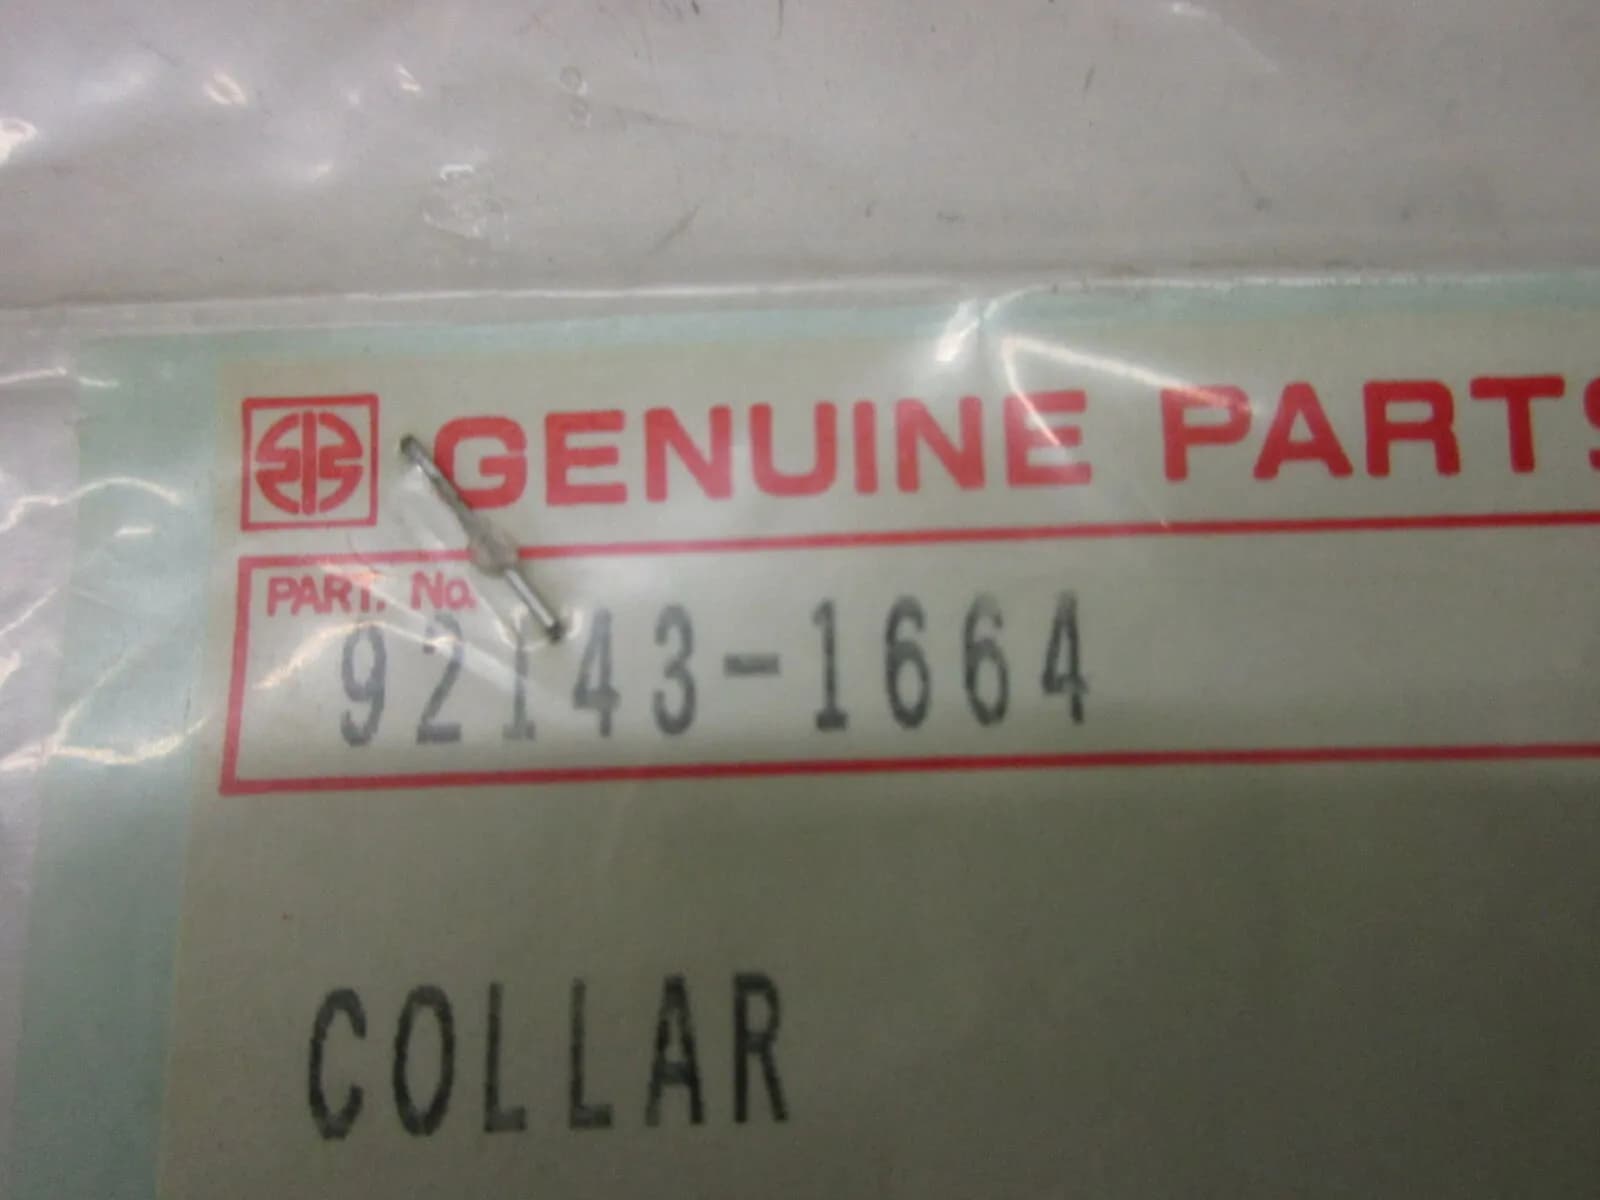 GENUINE PARTS
PART. No.
92143-1664
COLLAR